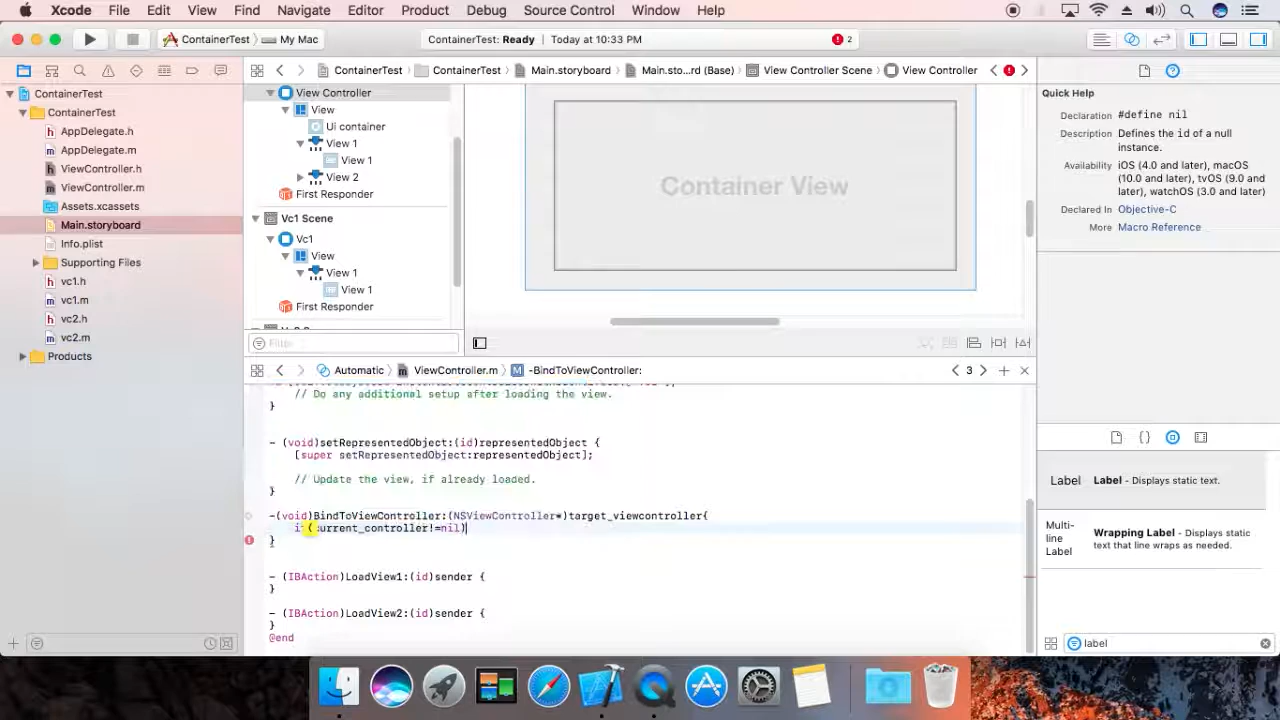 Xcode File Edit View Find Navigate Editor Product Debug Source Control Window Help
ContainerTest My Mac
ContainerTest: Ready | Today at 10:33 PM
2
ContainerTest ContainerTest Main.storyboard Main.sto...rd (Base) View Controller Scene View Controller
ContainerTest
ContainerTest
AppDelegate.h
AppDelegate.m
ViewController.h
ViewController.m
Assets.xcassets
Main.storyboard
Info.plist
Supporting Files
vc1.h
vc1.m
vc2.h
vc2.m
Products
View Controller
View
Ui container
View 1
View 1
View 2
First Responder
Vc1 Scene
Vc1
View
View 1
View 1
First Responder
Filter
Container View
Automatic ViewController.m -BindToViewController:
3
// Do any additional setup after loading the view.
}
- (void)setRepresentedObject:(id)representedObject {
[super setRepresentedObject:representedObject];
// Update the view, if already loaded.
}
-(void)BindToViewController:(NSViewController*)target_viewcontroller{
if(current_controller!=nil)
}
- (IBAction)LoadView1:(id)sender {
}
- (IBAction)LoadView2:(id)sender {
}
@end
Quick Help
Declaration #define nil
Description Defines the id of a null
instance.
Availability iOS (4.0 and later), macOS
(10.0 and later), tvOS (9.0 and
later), watchOS (3.0 and later)
Declared In Objective-C
More Macro Reference
Label
Label - Displays static text.
Multi-
line
Label
Wrapping Label - Displays static
text that line wraps as needed.
label